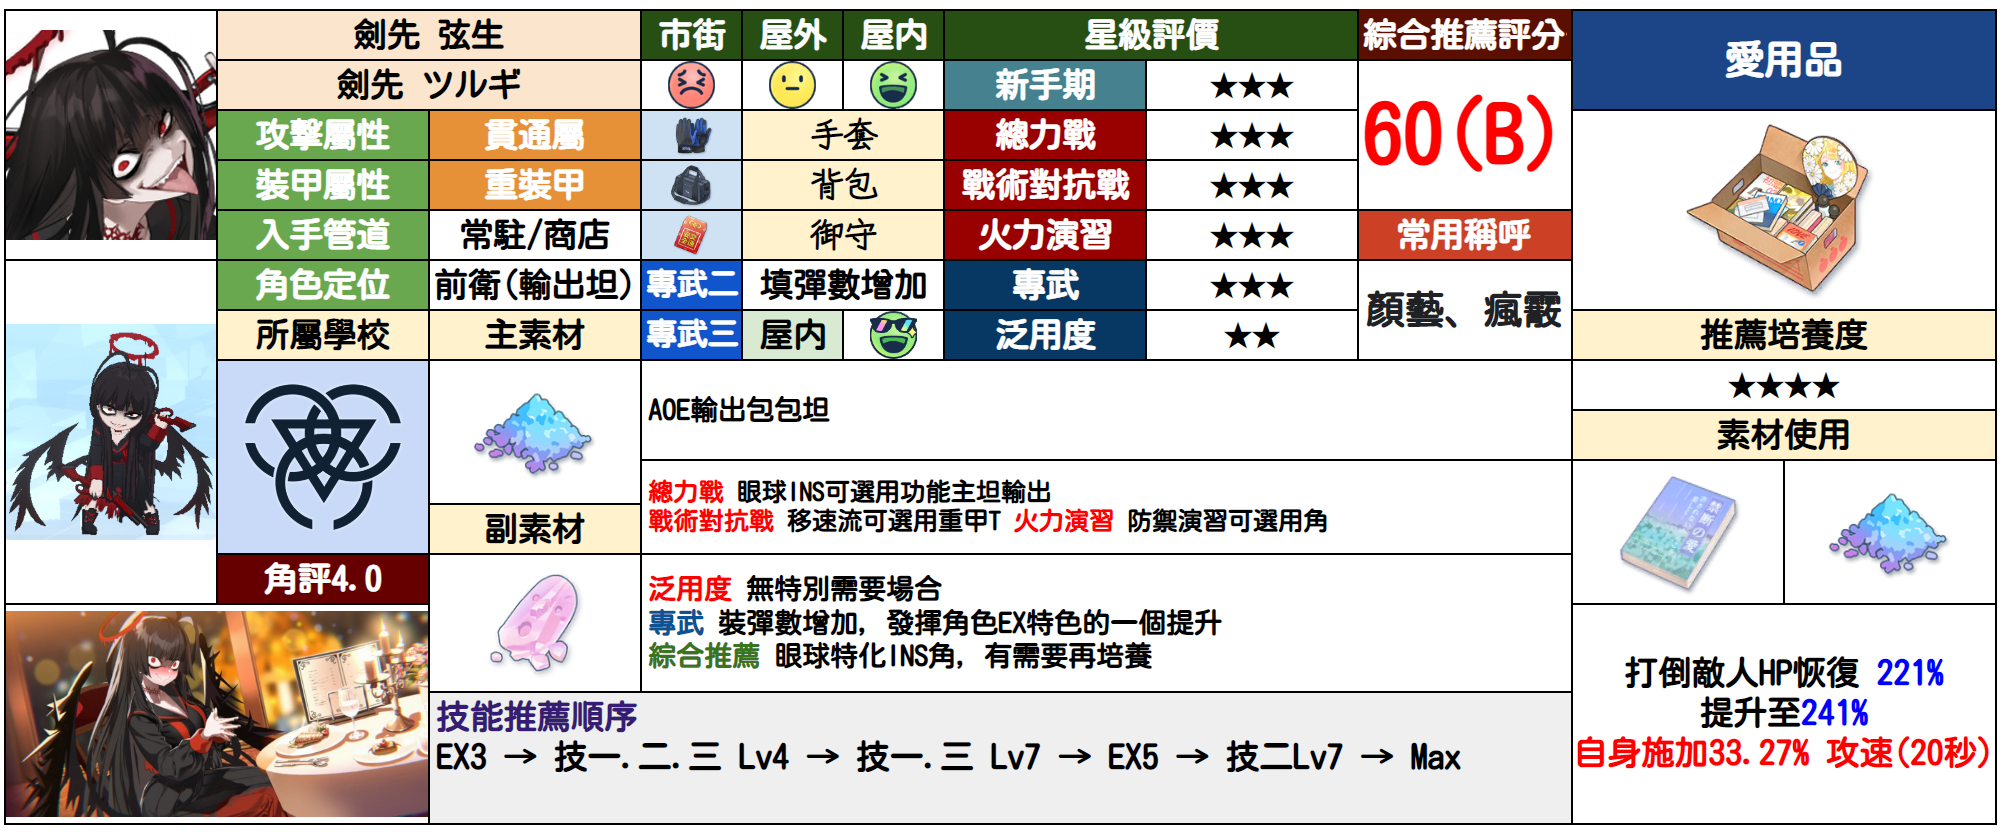 劍先 弦生
市街
屋外
屋內
星級評價
綜合推薦評分
愛用品
劍先 ツルギ
新手期
★★★
60(B)
攻擊屬性
貫通屬
手套
總力戰
★★★
裝甲屬性
重裝甲
背包
戰術對抗戰
★★★
入手管道
常駐/商店
御守
火力演習
★★★
常用稱呼
角色定位
前衛(輸出坦)
專武二
填彈數增加
專武
★★★
顏藝、瘋霰
所屬學校
主素材
專武三
屋內
泛用度
★★
推薦培養度
★★★★
AOE輸出包包坦
素材使用
總力戰 眼球INS可選用功能主坦輸出
戰術對抗戰 移速流可選用重甲T 火力演習 防禦演習可選用角
禁断の愛
副素材
角評4.0
泛用度 無特別需要場合
專武 裝彈數增加, 發揮角色EX特色的一個提升
綜合推薦 眼球特化INS角, 有需要再培養
打倒敵人HP恢復 221%
提升至241%
自身施加33.27% 攻速(20秒)
技能推薦順序
EX3 → 技一.二.三 Lv4 → 技一.三 Lv7 → EX5 → 技二Lv7 → Max